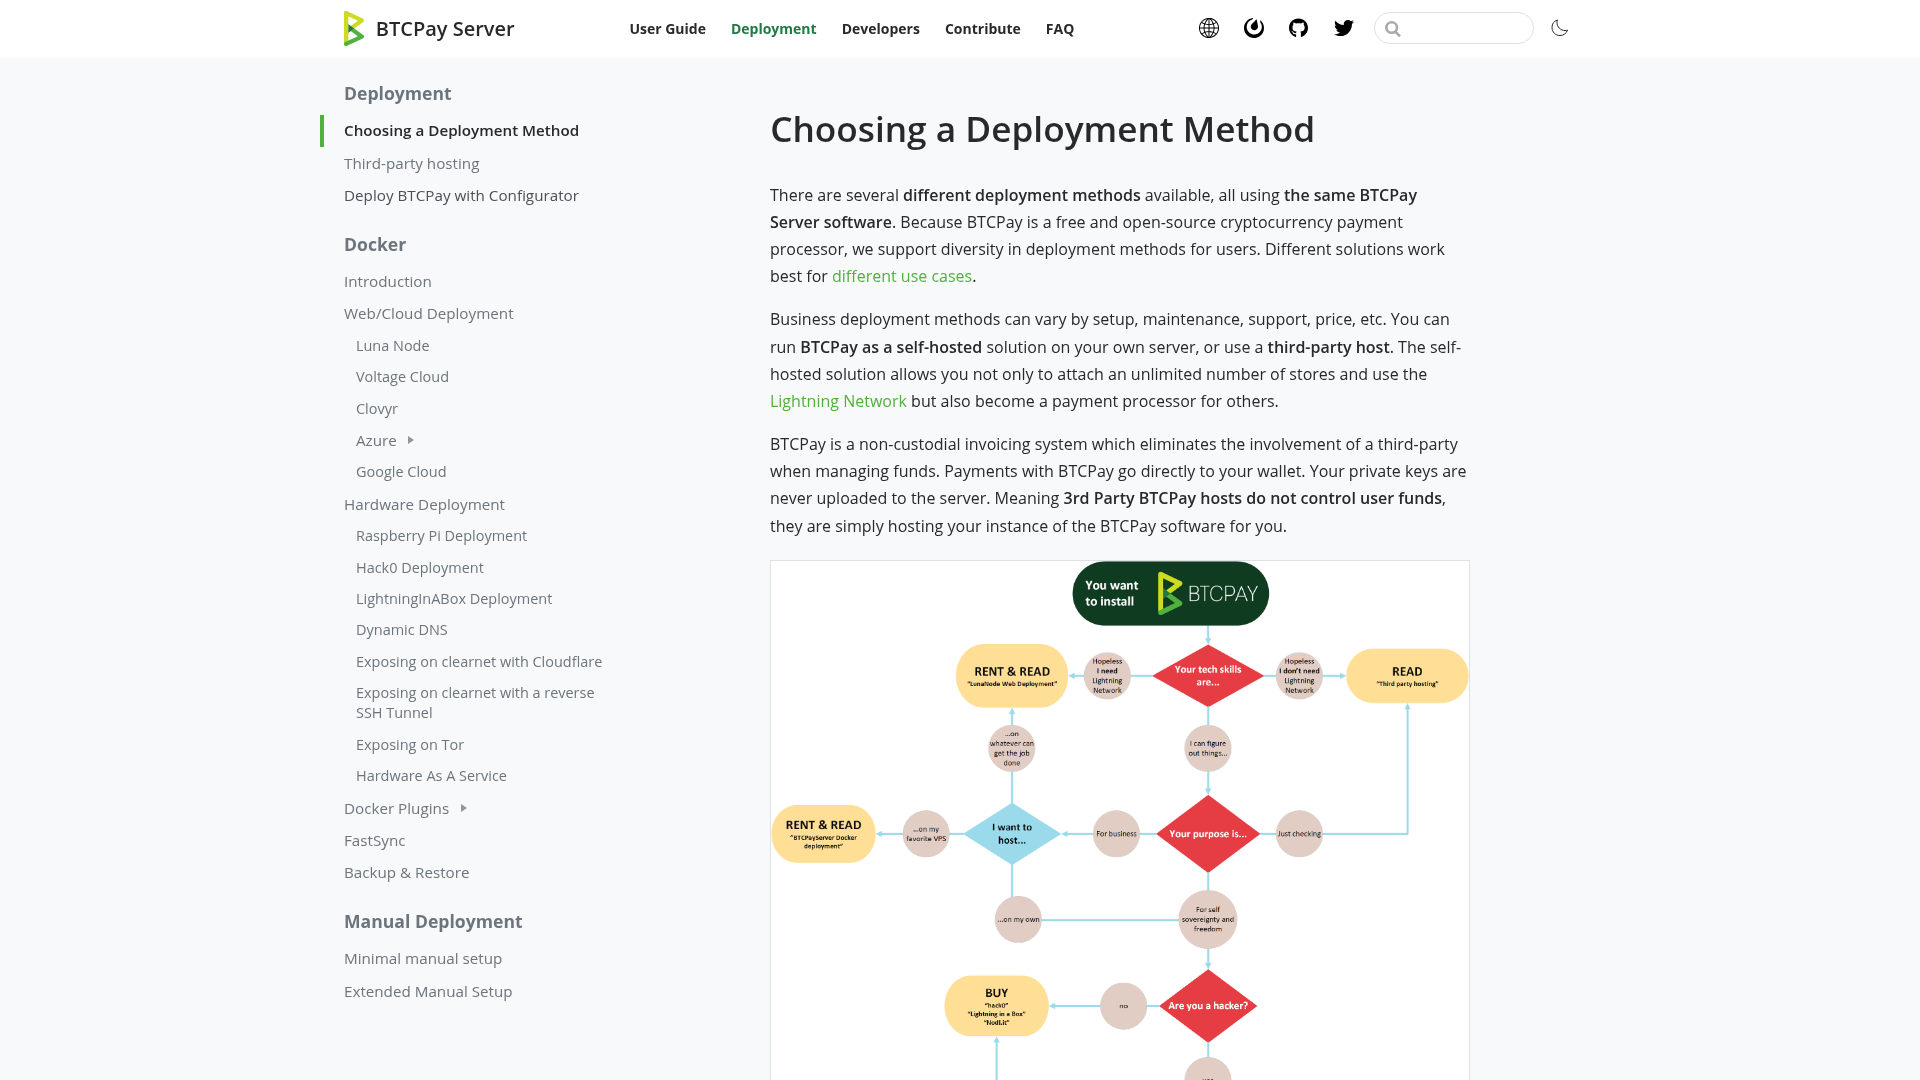 BTCPay Server
User Guide
Deployment
Developers
Contribute
FAQ
Deployment
Choosing a Deployment Method
Third-party hosting
Deploy BTCPay with Configurator
Docker
Introduction
Web/Cloud Deployment
Luna Node
Voltage Cloud
Clovyr
Azure
Google Cloud
Hardware Deployment
Raspberry Pi Deployment
Hack0 Deployment
LightningInABox Deployment
Dynamic DNS
Exposing on clearnet with Cloudflare
Exposing on clearnet with a reverse
SSH Tunnel
Exposing on Tor
Hardware As A Service
Docker Plugins
FastSync
Backup & Restore
Manual Deployment
Minimal manual setup
Extended Manual Setup
Choosing a Deployment Method
There are several different deployment methods available, all using the same BTCPay
Server software. Because BTCPay is a free and open-source cryptocurrency payment
processor, we support diversity in deployment methods for users. Different solutions work
best for different use cases.
Business deployment methods can vary by setup, maintenance, support, price, etc. You can
run BTCPay as a self-hosted solution on your own server, or use a third-party host. The self-
hosted solution allows you not only to attach an unlimited number of stores and use the
Lightning Network but also become a payment processor for others.
BTCPay is a non-custodial invoicing system which eliminates the involvement of a third-party
when managing funds. Payments with BTCPay go directly to your wallet. Your private keys are
never uploaded to the server. Meaning 3rd Party BTCPay hosts do not control user funds,
they are simply hosting your instance of the BTCPay software for you.
You want
to install
BTCPAY
RENT & READ
"LunaNode Web Deployment"
Hopeless
I need
Lightning
Network
Your tech skills
are...
Hopeless
I don't need
Lightning
Network
READ
"Third party hosting"
...on
whatever can
get the job
done
I can figure
out things...
RENT & READ
"BTCPayServer Docker
deployment"
...on my
favorite VPS
I want to
host...
For business
Your purpose is...
Just checking
...on my own
For self
sovereignty and
freedom
BUY
"hack0"
"Lightning in a Box"
"Nodl.it"
no
Are you a hacker?